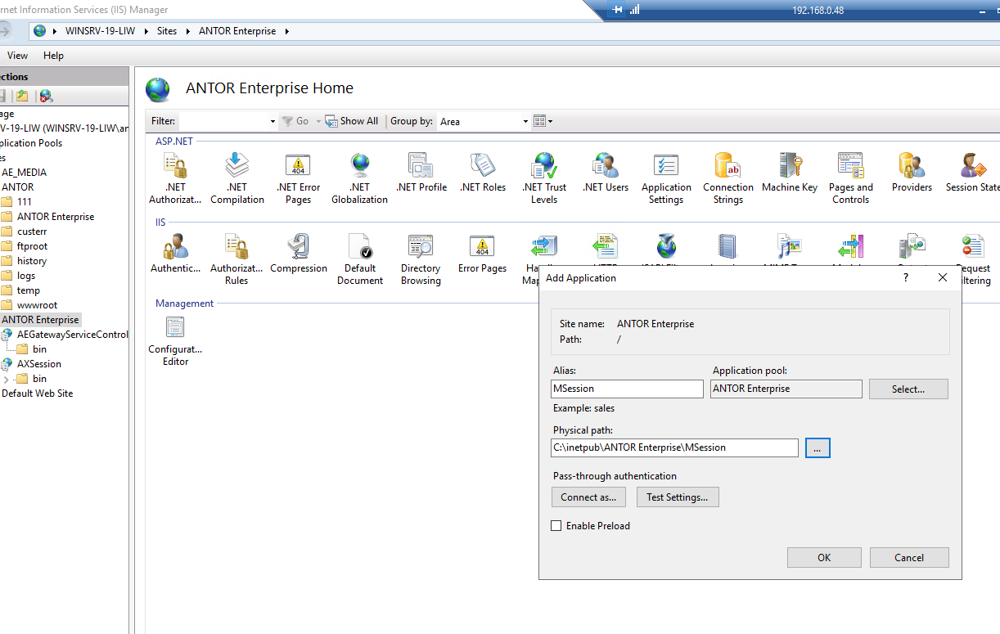 rnet Information Services (IIS) Manager
192.168.0.48
WINSRV-19-LIW
Sites
ANTOR Enterprise
View
Help
ections
age
V-19-LIW (WINSRV-19-LIW\ar
plication Pools
es
AE_MEDIA
ANTOR
111
ANTOR Enterprise
custerr
ftproot
history
logs
temp
wwwroot
ANTOR Enterprise
AEGatewayServiceControl
bin
AXSession
bin
Default Web Site
ANTOR Enterprise Home
Filter:
Go
Show All
Group by:
Area
ASP.NET
.NET Authorizat...
.NET Compilation
.NET Error Pages
.NET Globalization
.NET Profile
.NET Roles
.NET Trust Levels
.NET Users
Application Settings
Connection Strings
Machine Key
Pages and Controls
Providers
Session State
IIS
Authentic...
Authorizat... Rules
Compression
Default Document
Directory Browsing
Error Pages
Request
iltering
Management
Configurat... Editor
Add Application
?
Site name:
ANTOR Enterprise
Path:
/
Alias:
Application pool:
MSession
ANTOR Enterprise
Select...
Example: sales
Physical path:
C:\inetpub\ANTOR Enterprise\MSession
...
Pass-through authentication
Connect as...
Test Settings...
Enable Preload
OK
Cancel